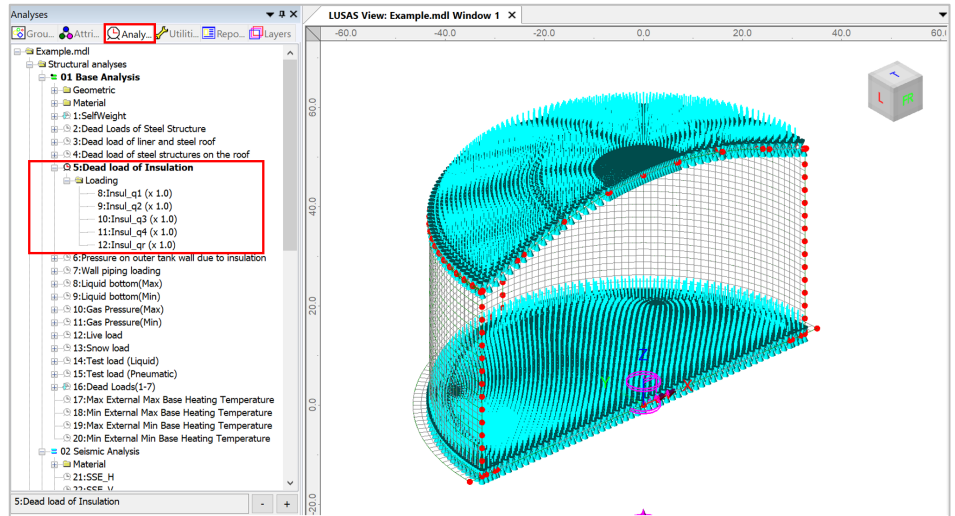 Analyses
LUSAS View: Example.mdl Window 1
Grou...
Attri...
Analy...
Utiliti...
Repo...
Layers
Example.mdl
Structural analyses
01 Base Analysis
Geometric
Material
1:SelfWeight
2:Dead Loads of Steel Structure
3:Dead load of liner and steel roof
4:Dead load of steel structures on the roof
5:Dead load of Insulation
Loading
8:Insul_q1 (x 1.0)
9:Insul_q2 (x 1.0)
10:Insul_q3 (x 1.0)
11:Insul_q4 (x 1.0)
12:Insul_qr (x 1.0)
6:Pressure on outer tank wall due to insulation
7:Wall piping loading
8:Liquid bottom(Max)
9:Liquid bottom(Min)
10:Gas Pressure(Max)
11:Gas Pressure(Min)
12:Live load
13:Snow load
14:Test load (Liquid)
15:Test load (Pneumatic)
16:Dead Loads(1-7)
17:Max External Max Base Heating Temperature
18:Min External Max Base Heating Temperature
19:Max External Min Base Heating Temperature
20:Min External Min Base Heating Temperature
02 Seismic Analysis
Material
21:SSE_H
22:SSE_V
5:Dead load of Insulation
- +
-60.0 -40.0 -20.0 0.0 20.0 40.0 60.
60.0
40.0
20.0
0.0
-20.0
T
L
Z
Y
X